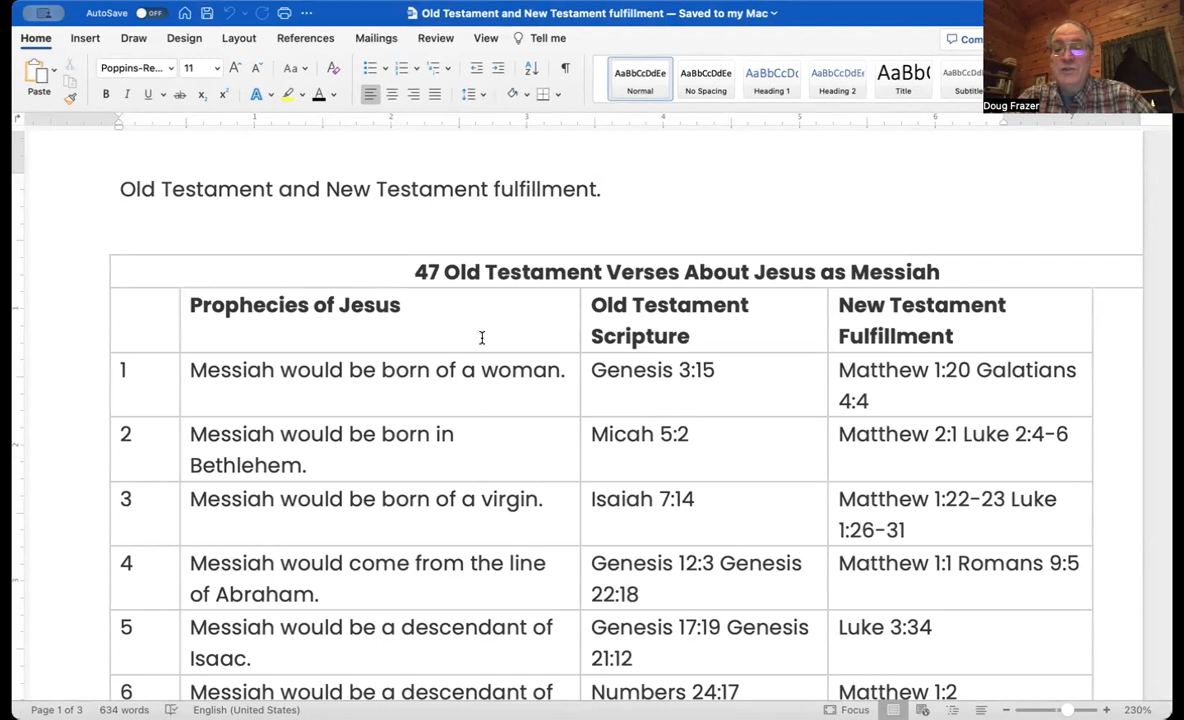 AutoSave OFF
Old Testament and New Testament fulfillment — Saved to my Mac
Home Insert Draw Design Layout References Mailings Review View Tell me
Paste
Poppins-Re... 11
Aa
AaBbCcDdEe AaBbCcDdEe AaBbCcDc AaBbCcDdEe AaBb(
Normal No Spacing Heading 1 Heading 2 Title Subtitle
Doug Frazer
1 2 3 4 5 6 7
Old Testament and New Testament fulfillment.
47 Old Testament Verses About Jesus as Messiah
Prophecies of Jesus Old Testament New Testament
Scripture Fulfillment
1 Messiah would be born of a woman. Genesis 3:15 Matthew 1:20 Galatians
4:4
2 Messiah would be born in Micah 5:2 Matthew 2:1 Luke 2:4-6
Bethlehem.
3 Messiah would be born of a virgin. Isaiah 7:14 Matthew 1:22-23 Luke
1:26-31
4 Messiah would come from the line Genesis 12:3 Genesis Matthew 1:1 Romans 9:5
of Abraham. 22:18
5 Messiah would be a descendant of Genesis 17:19 Genesis Luke 3:34
Isaac. 21:12
6 Messiah would be a descendant of Numbers 24:17 Matthew 1:2
Page 1 of 3 634 words English (United States) Focus 230%